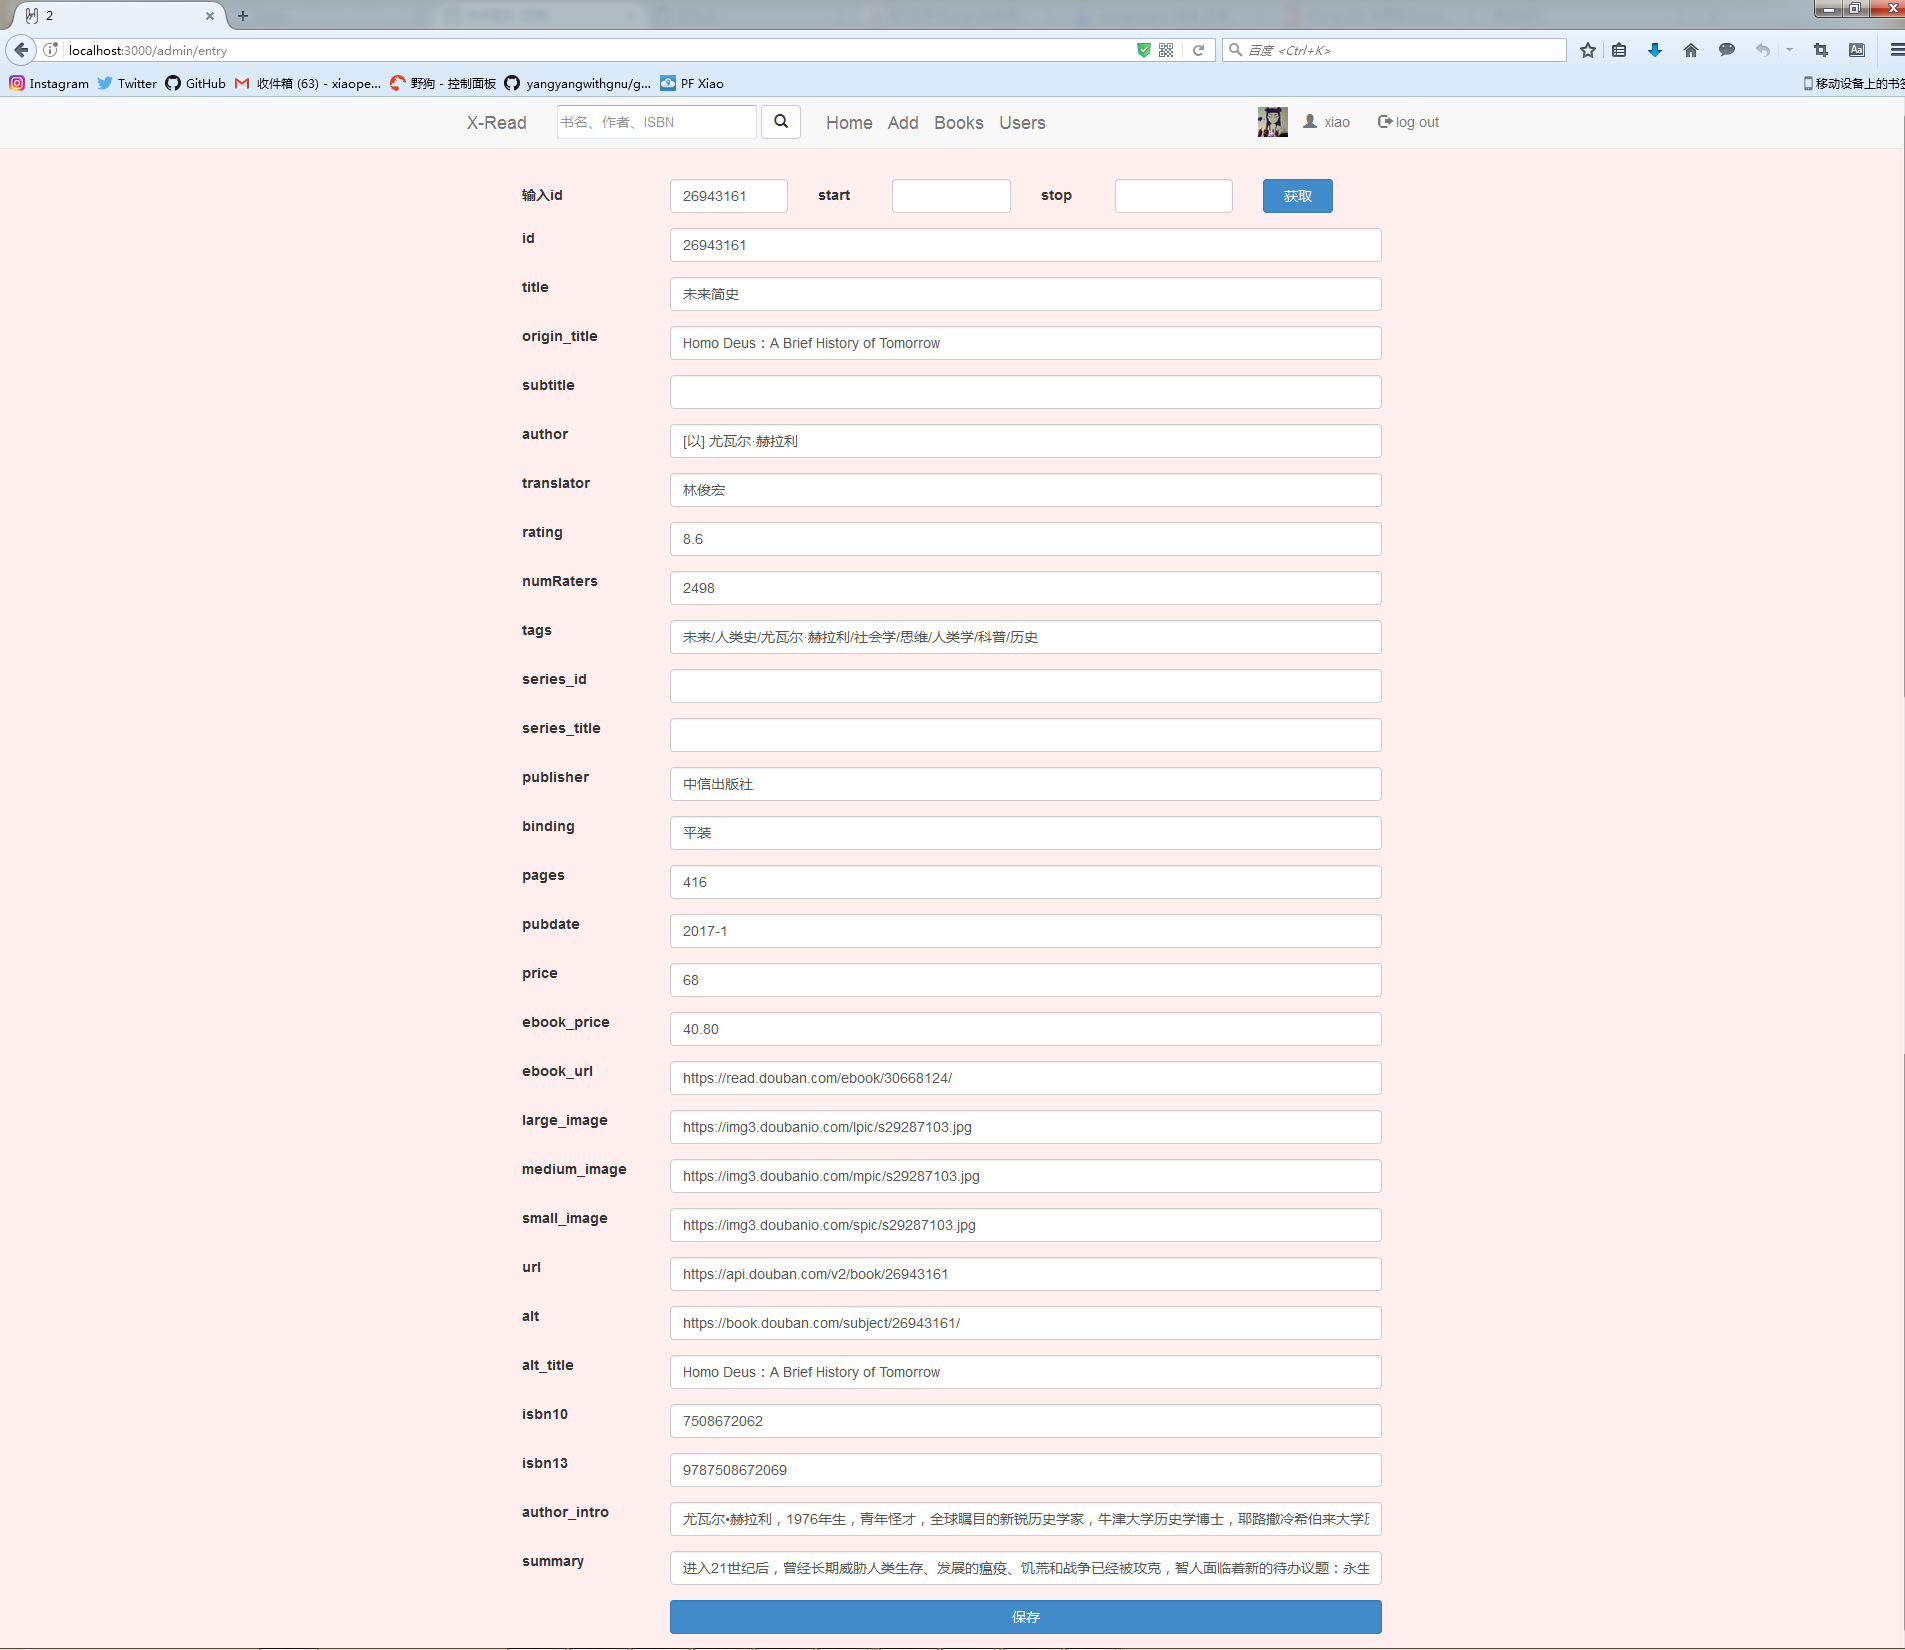 2
localhost:3000/admin/entry
百度 <Ctrl+K>
Instagram Twitter GitHub 收件箱 (63) - xiaope... 野狗 - 控制面板 yangyangwithgnu/g... PF Xiao 移动设备上的书签
X-Read 书名、作者、ISBN Home Add Books Users xiao log out
输入id 26943161 start stop 获取
id 26943161
title 未来简史
origin_title Homo Deus：A Brief History of Tomorrow
subtitle
author [以] 尤瓦尔·赫拉利
translator 林俊宏
rating 8.6
numRaters 2498
tags 未来/人类史/尤瓦尔·赫拉利/社会学/思维/人类学/科普/历史
series_id
series_title
publisher 中信出版社
binding 平装
pages 416
pubdate 2017-1
price 68
ebook_price 40.80
ebook_url https://read.douban.com/ebook/30668124/
large_image https://img3.doubanio.com/lpic/s29287103.jpg
medium_image https://img3.doubanio.com/mpic/s29287103.jpg
small_image https://img3.doubanio.com/spic/s29287103.jpg
url https://api.douban.com/v2/book/26943161
alt https://book.douban.com/subject/26943161/
alt_title Homo Deus：A Brief History of Tomorrow
isbn10 7508672062
isbn13 9787508672069
author_intro 尤瓦尔•赫拉利，1976年生，青年怪才，全球瞩目的新锐历史学家，牛津大学历史学博士，耶路撒冷希伯来大学历
summary 进入21世纪后，曾经长期威胁人类生存、发展的瘟疫、饥荒和战争已经被攻克，智人面临着新的待办议题：永生
保存